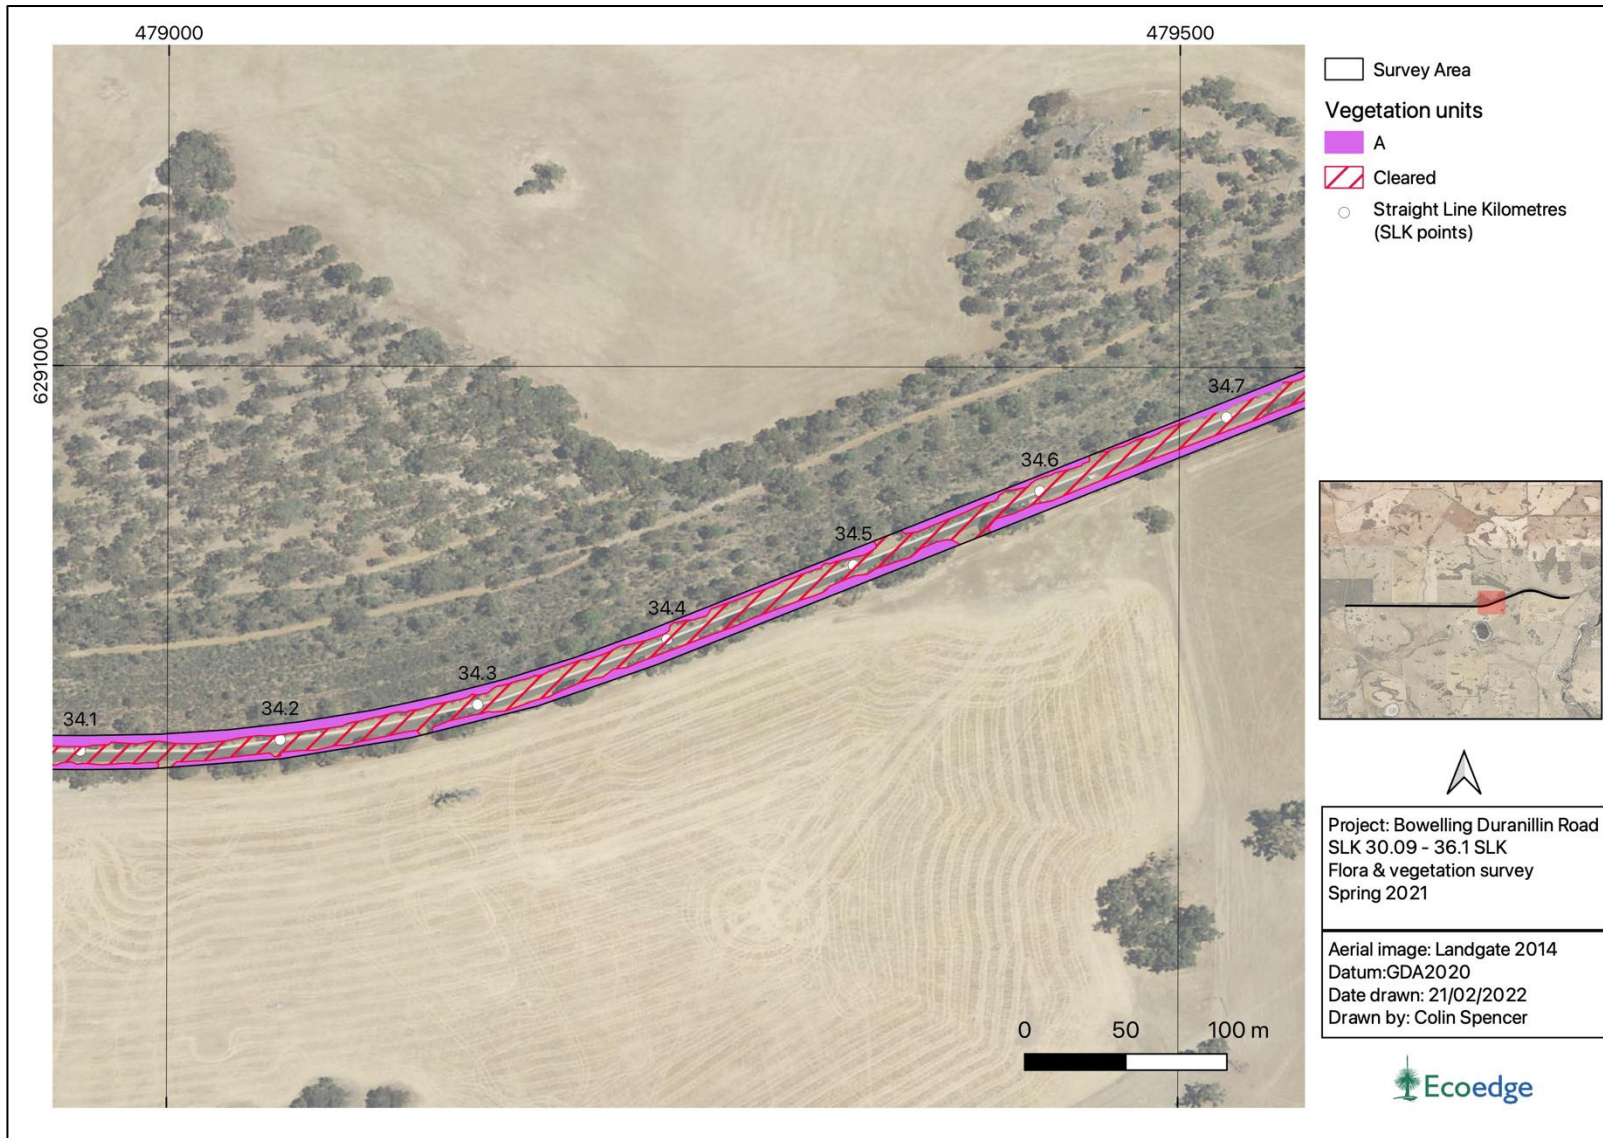 479000
479500
6291000
34.1
34.2
34.3
34.4
34.5
34.6
34.7
0 50 100 m
Survey Area
Vegetation units
A
Cleared
Straight Line Kilometres
(SLK points)
Project: Bowelling Duranillin Road
SLK 30.09 - 36.1 SLK
Flora & vegetation survey
Spring 2021
Aerial image: Landgate 2014
Datum:GDA2020
Date drawn: 21/02/2022
Drawn by: Colin Spencer
Ecoedge